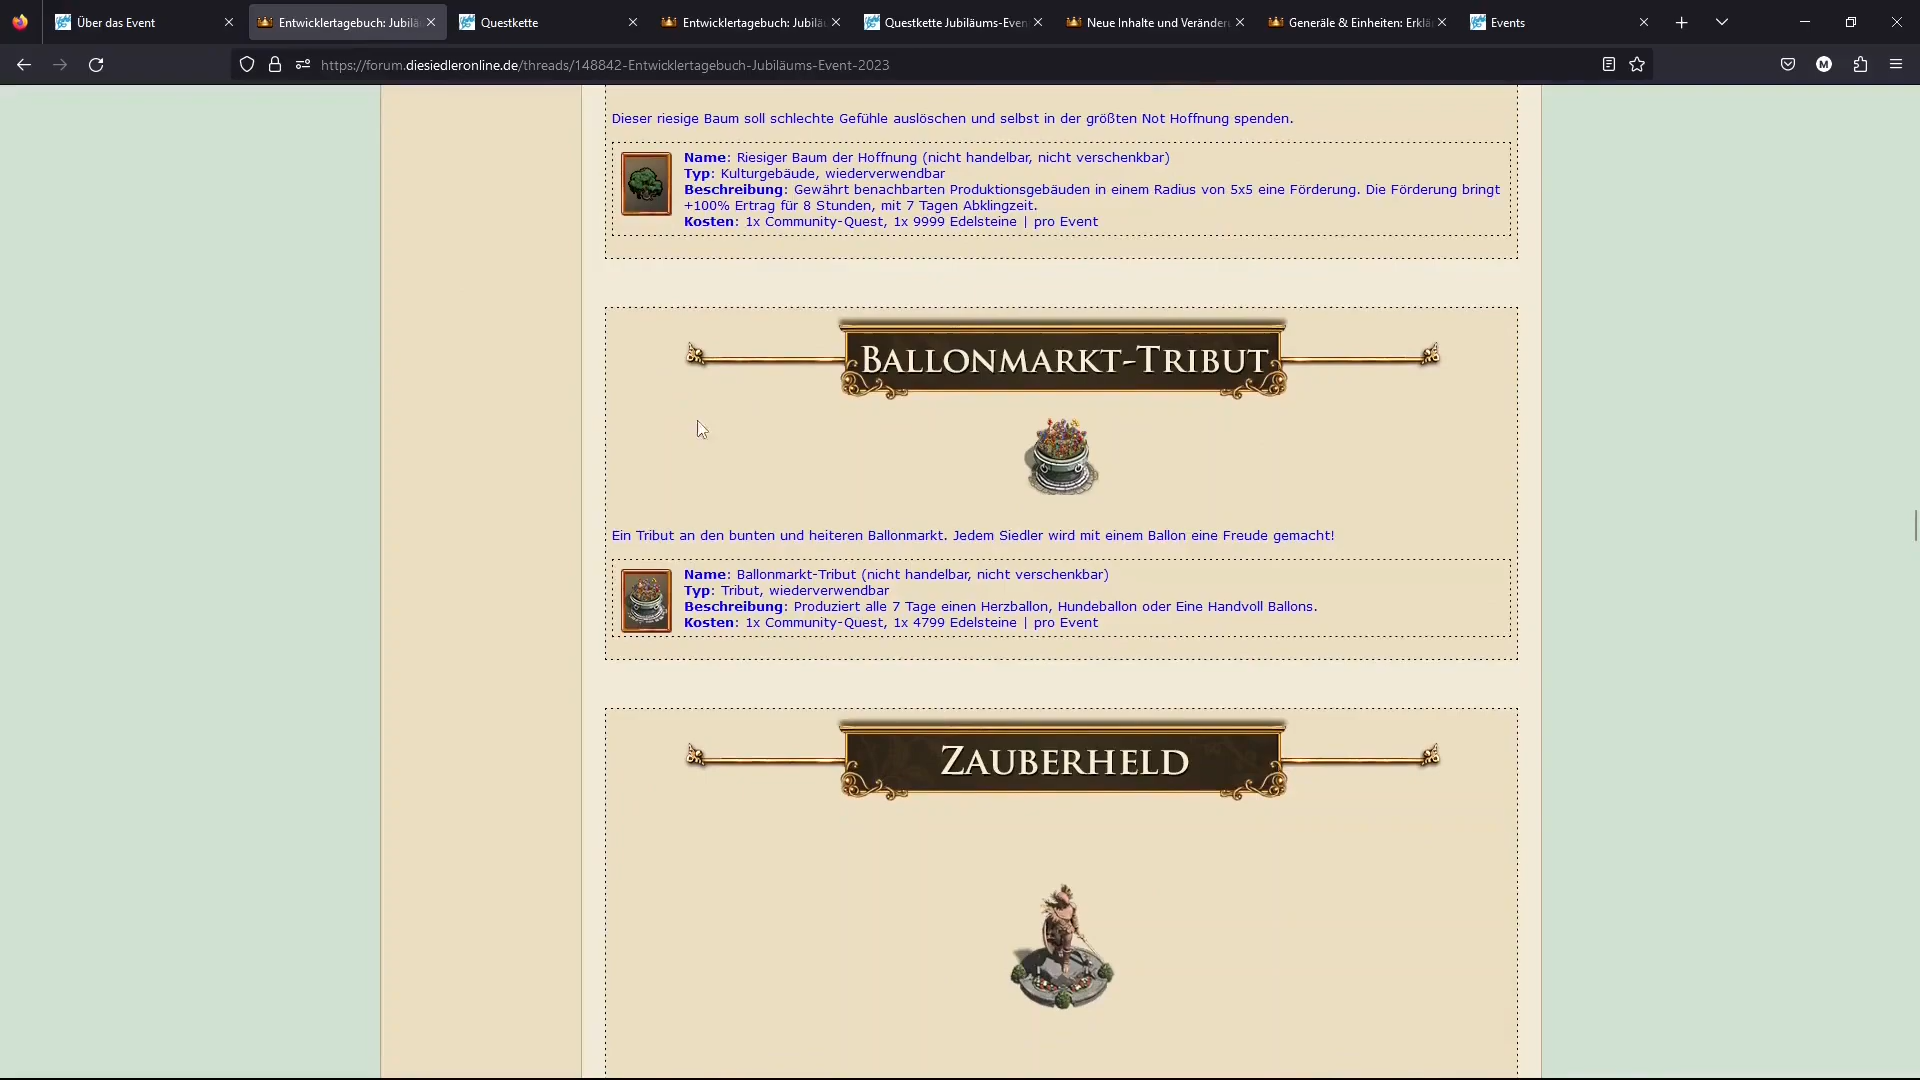 Über das Event
Entwicklertagebuch: Jubilä
Questkette
Entwicklertagebuch: Jubilä
Questkette Jubiläums-Even
Neue Inhalte und Veränder
Generäle & Einheiten: Erklä
Events
https://forum.diesiedleronline.de/threads/148842-Entwicklertagebuch-Jubiläums-Event-2023
M
Dieser riesige Baum soll schlechte Gefühle auslöschen und selbst in der größten Not Hoffnung spenden.
Name: Riesiger Baum der Hoffnung (nicht handelbar, nicht verschenkbar)
Typ: Kulturgebäude, wiederverwendbar
Beschreibung: Gewährt benachbarten Produktionsgebäuden in einem Radius von 5x5 eine Förderung. Die Förderung bringt
+100% Ertrag für 8 Stunden, mit 7 Tagen Abklingzeit.
Kosten: 1x Community-Quest, 1x 9999 Edelsteine | pro Event
Ballonmarkt-Tribut
Ein Tribut an den bunten und heiteren Ballonmarkt. Jedem Siedler wird mit einem Ballon eine Freude gemacht!
Name: Ballonmarkt-Tribut (nicht handelbar, nicht verschenkbar)
Typ: Tribut, wiederverwendbar
Beschreibung: Produziert alle 7 Tage einen Herzballon, Hundeballon oder Eine Handvoll Ballons.
Kosten: 1x Community-Quest, 1x 4799 Edelsteine | pro Event
Zauberheld